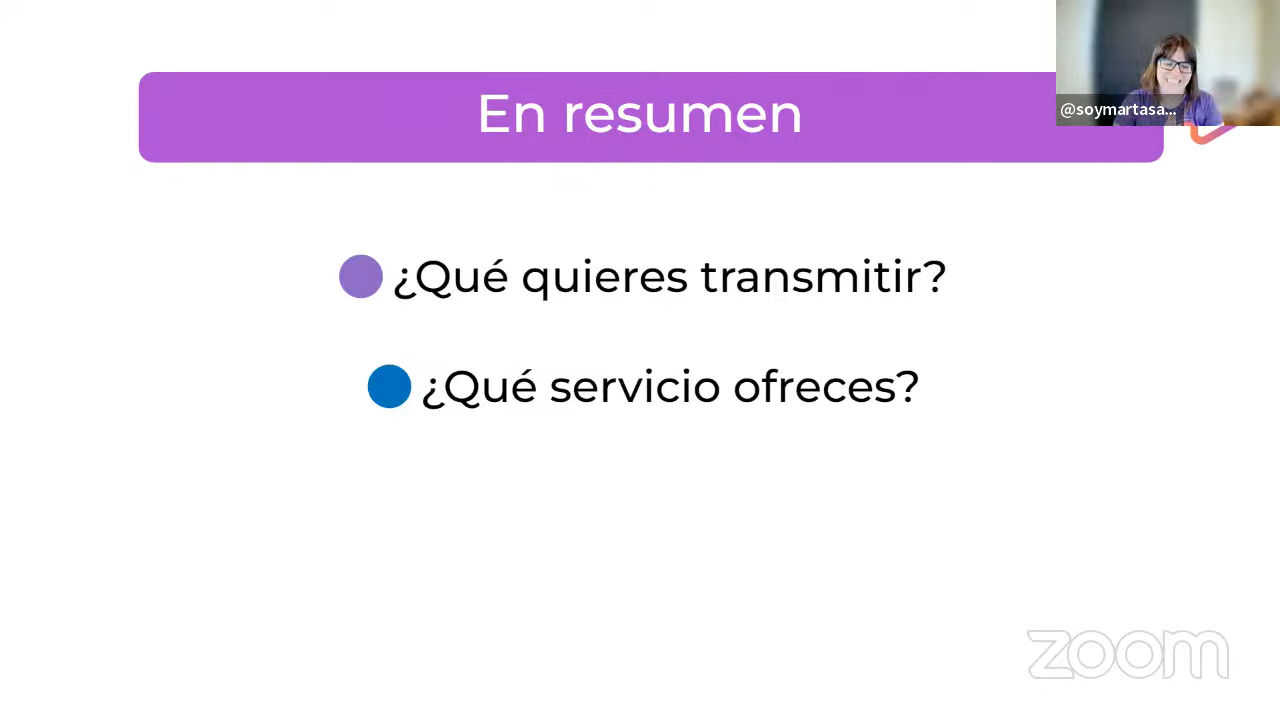 En resumen
@soymartasa...
¿Qué quieres transmitir?
¿Qué servicio ofreces?
zoom